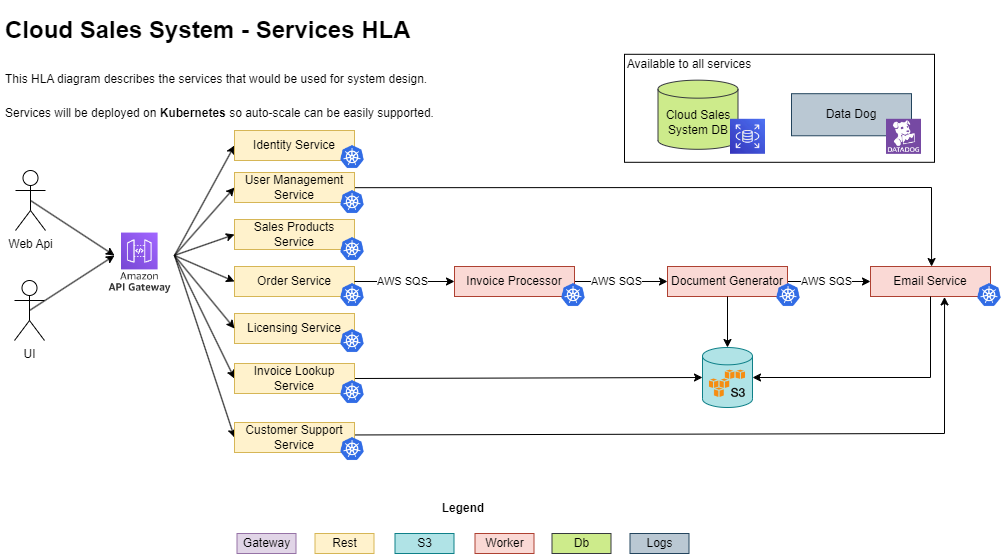 Cloud Sales System - Services HLA
This HLA diagram describes the services that would be used for system design.
Services will be deployed on Kubernetes so auto-scale can be easily supported.
Available to all services
Cloud Sales
System DB
Data Dog
DATADOG
Web Api
UI
Amazon
API Gateway
Identity Service
User Management
Service
Sales Products
Service
Order Service
AWS SQS
Invoice Processor
AWS SQS
Document Generator
AWS SQS
Email Service
Licensing Service
Invoice Lookup
Service
S3
Customer Support
Service
Legend
Gateway
Rest
S3
Worker
Db
Logs